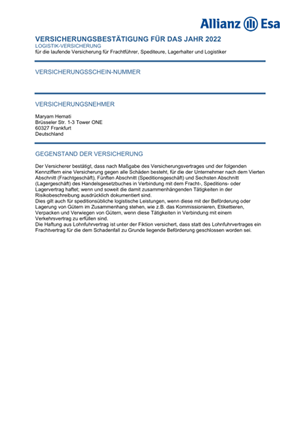 Allianz Esa
VERSICHERUNGSBESTÄTIGUNG FÜR DAS JAHR 2022
LOGISTIK-VERSICHERUNG
für die laufende Versicherung für Frachtführer, Spediteure, Lagerhalter und Logistiker
VERSICHERUNGSSCHEIN-NUMMER
VERSICHERUNGSNEHMER
Maryam Hemati
Brüsseler Str. 1-3 Tower ONE
60327 Frankfurt
Deutschland
GEGENSTAND DER VERSICHERUNG
Der Versicherer bestätigt, dass nach Maßgabe des Versicherungsvertrages und der folgenden
Kennziffern eine Versicherung gegen alle Schäden besteht, für die der Unternehmer nach dem Vierten
Abschnitt (Frachtgeschäft), Fünften Abschnitt (Speditionsgeschäft) und Sechsten Abschnitt
(Lagergeschäft) des Handelsgesetzbuches in Verbindung mit dem Fracht-, Speditions- oder
Lagervertrag haftet, wenn und soweit die damit zusammenhängenden Tätigkeiten in der
Risikobeschreibung ausdrücklich dokumentiert sind.
Dies gilt auch für speditionsübliche logistische Leistungen, wenn diese mit der Beförderung oder
Lagerung von Gütern im Zusammenhang stehen, wie z.B. das Kommissionieren, Etikettieren,
Verpacken und Verwiegen von Gütern, wenn diese Tätigkeiten in Verbindung mit einem
Verkehrsvertrag zu erfüllen sind.
Die Haftung aus Lohnfuhrvertrag ist unter der Fiktion versichert, dass statt des Lohnfuhrvertrages ein
Frachtvertrag für die dem Schadenfall zu Grunde liegende Beförderung geschlossen worden sei.